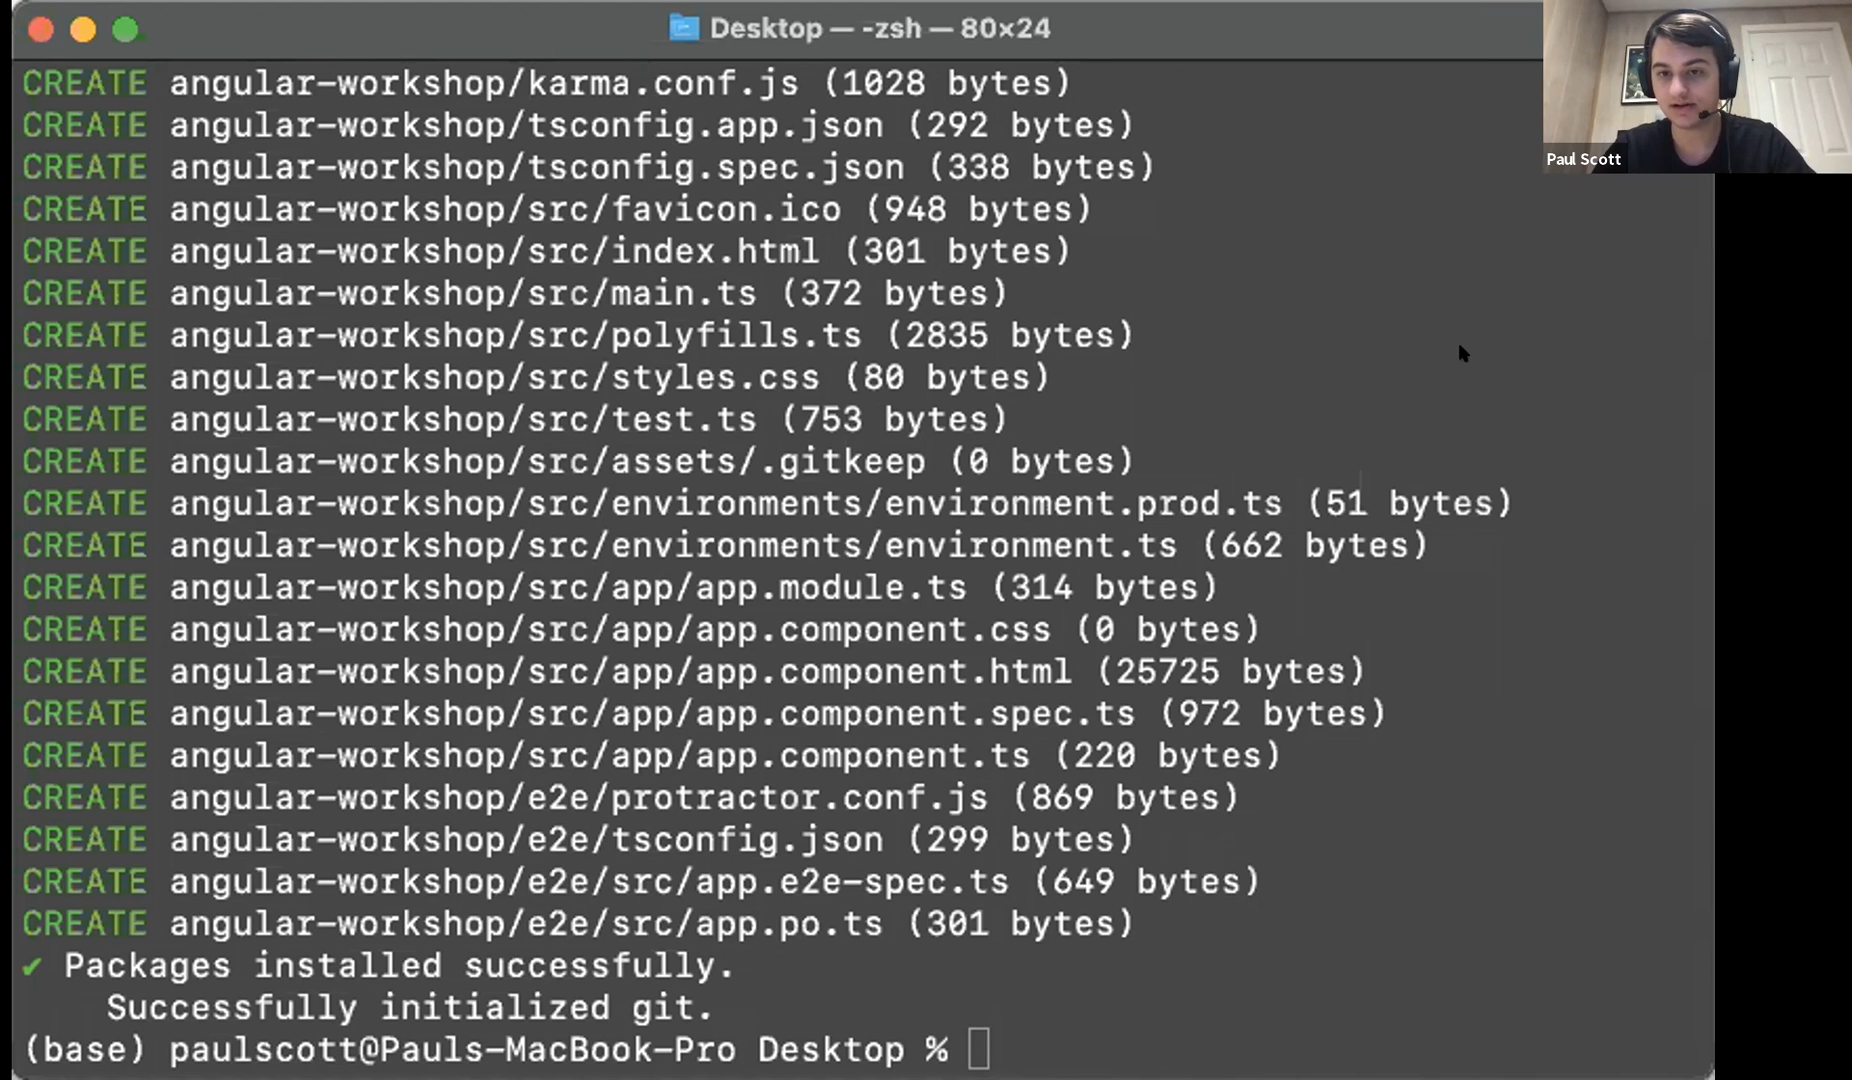 Desktop — -zsh — 80×24
CREATE angular-workshop/karma.conf.js (1028 bytes)
CREATE angular-workshop/tsconfig.app.json (292 bytes)
CREATE angular-workshop/tsconfig.spec.json (338 bytes)
CREATE angular-workshop/src/favicon.ico (948 bytes)
CREATE angular-workshop/src/index.html (301 bytes)
CREATE angular-workshop/src/main.ts (372 bytes)
CREATE angular-workshop/src/polyfills.ts (2835 bytes)
CREATE angular-workshop/src/styles.css (80 bytes)
CREATE angular-workshop/src/test.ts (753 bytes)
CREATE angular-workshop/src/assets/.gitkeep (0 bytes)
CREATE angular-workshop/src/environments/environment.prod.ts (51 bytes)
CREATE angular-workshop/src/environments/environment.ts (662 bytes)
CREATE angular-workshop/src/app/app.module.ts (314 bytes)
CREATE angular-workshop/src/app/app.component.css (0 bytes)
CREATE angular-workshop/src/app/app.component.html (25725 bytes)
CREATE angular-workshop/src/app/app.component.spec.ts (972 bytes)
CREATE angular-workshop/src/app/app.component.ts (220 bytes)
CREATE angular-workshop/e2e/protractor.conf.js (869 bytes)
CREATE angular-workshop/e2e/tsconfig.json (299 bytes)
CREATE angular-workshop/e2e/src/app.e2e-spec.ts (649 bytes)
CREATE angular-workshop/e2e/src/app.po.ts (301 bytes)
✔ Packages installed successfully.
Successfully initialized git.
(base) paulscott@Pauls-MacBook-Pro Desktop %
Paul Scott